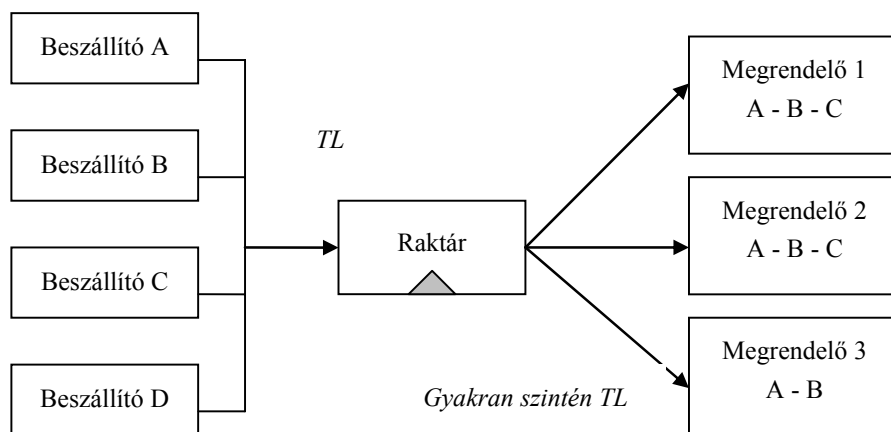 Beszállító A
Beszállító B
Beszállító C
Beszállító D
TL
Raktár
Gyakran szintén TL
Megrendelő 1
A - B - C
Megrendelő 2
A - B - C
Megrendelő 3
A - B